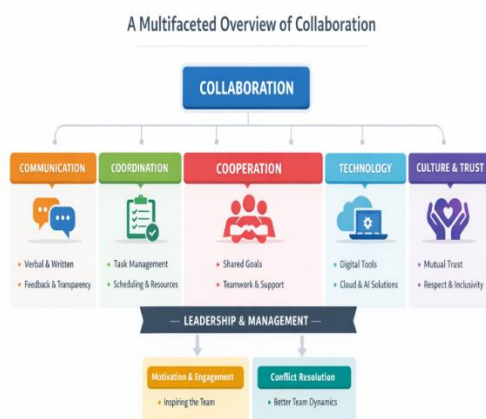 A Multifaceted Overview of Collaboration
COLLABORATION
COMMUNICATION
• Verbal & Written
• Feedback & Transparency
COORDINATION
• Task Management
• Scheduling & Resources
COOPERATION
• Shared Goals
• Teamwork & Support
TECHNOLOGY
• Digital Tools
• Cloud & AI Solutions
CULTURE & TRUST
• Mutual Trust
• Respect & Inclusivity
— LEADERSHIP & MANAGEMENT —
Motivation & Engagement
• Inspiring the Team
Conflict Resolution
• Better Team Dynamics